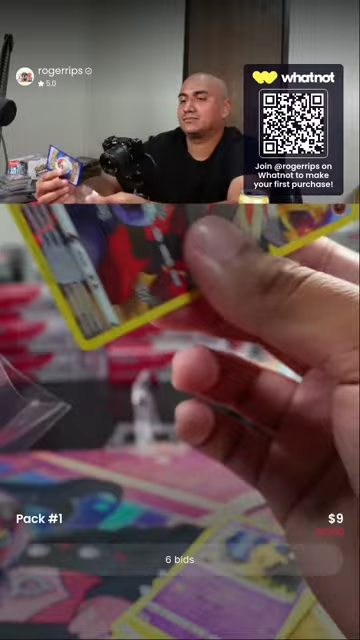 rogerrips
5.0
whatnot
Join @rogerrips on
Whatnot to make
your first purchase!
Pack #1
$9
6 bids